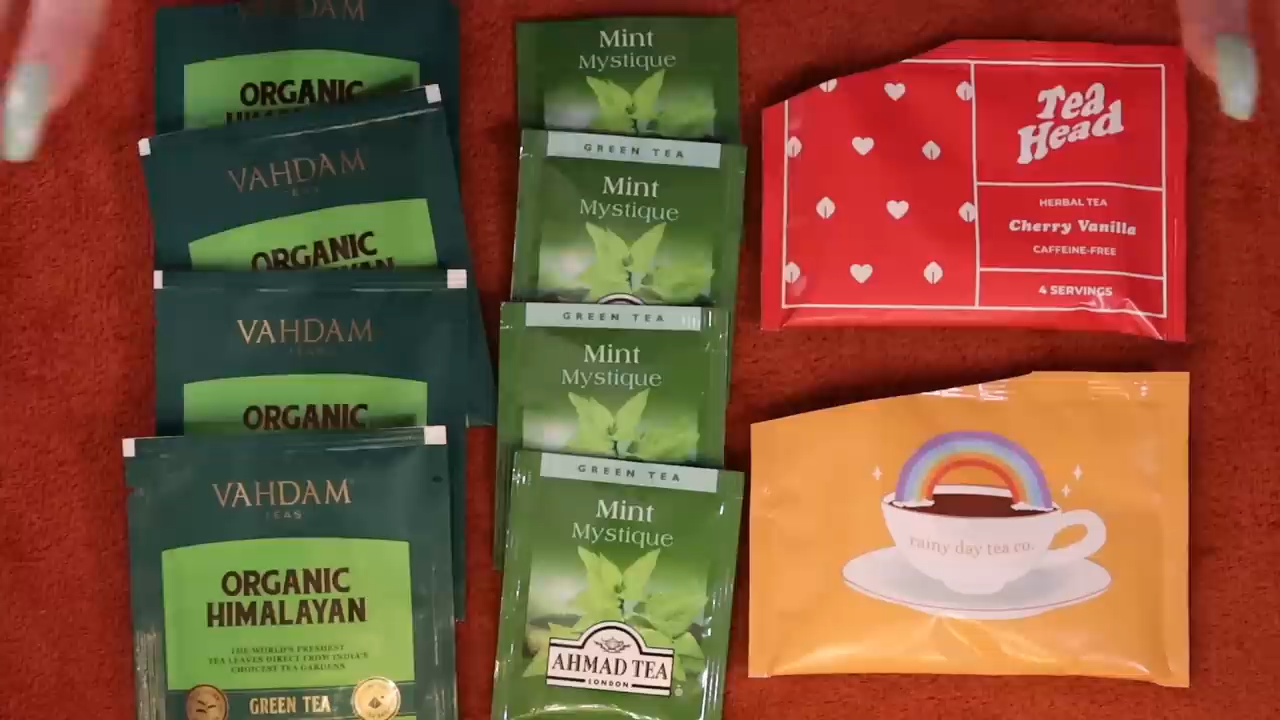 VAHDAM
ORGANIC
VAHDAM
ORGANIC
VAHDAM
TEAS
ORGANIC
VAHDAM
TEAS
ORGANIC
HIMALAYAN
THE WORLD'S FRESHEST
TEA LEAVES DIRECT FROM INDIA'S
CHOICEST TEA GARDENS
GREEN TEA
Mint
Mystique
GREEN TEA
Mint
Mystique
GREEN TEA
Mint
Mystique
GREEN TEA
Mint
Mystique
AHMAD TEA
LONDON
Tea
Head
HERBAL TEA
Cherry Vanilla
CAFFEINE-FREE
4 SERVINGS
rainy day tea co.